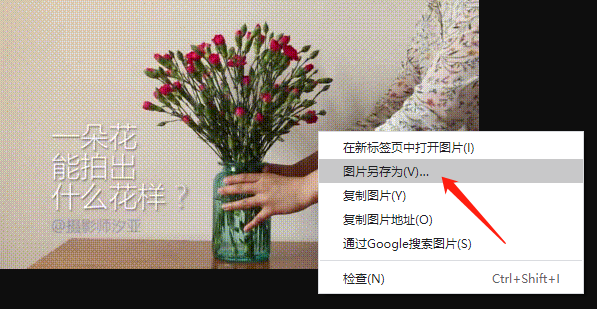 一朵花
能拍出
什么花样？
@摄影师汐亚
在新标签页中打开图片(I)
图片另存为(V)...
复制图片(Y)
复制图片地址(O)
通过Google搜索图片(S)
检查(N) Ctrl+Shift+I